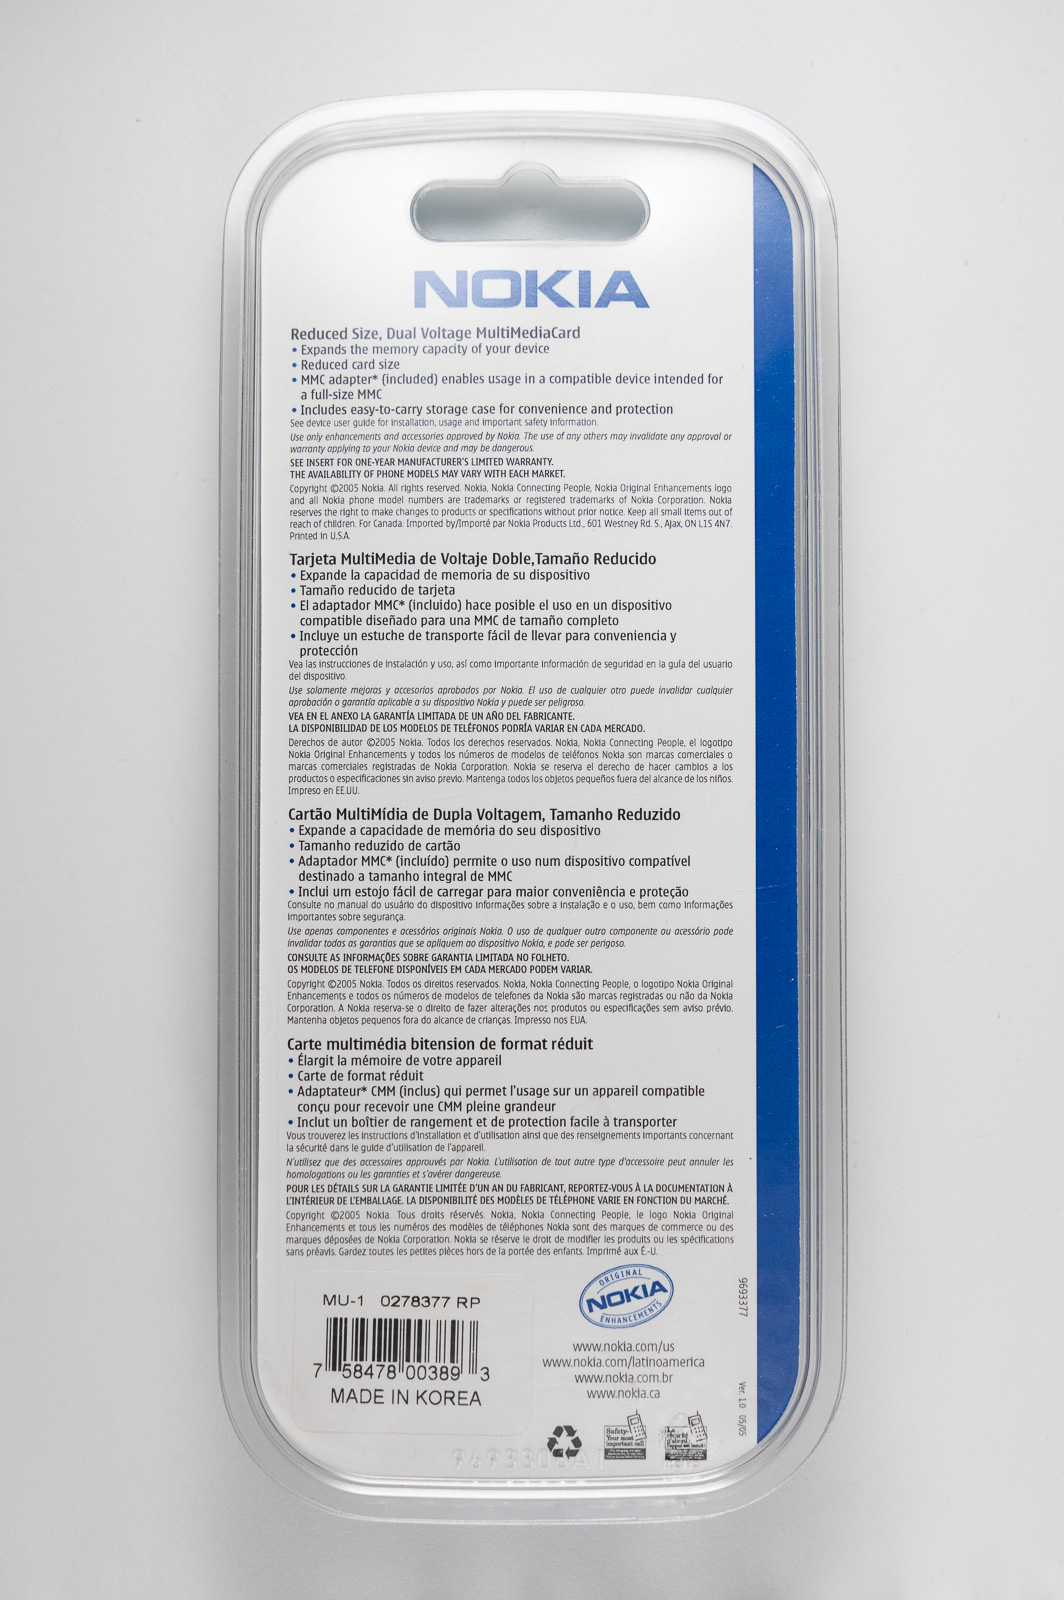 NOKIA
Reduced Size, Dual Voltage MultiMediaCard
• Expands the memory capacity of your device
• Reduced card size
• MMC adapter* (included) enables usage in a compatible device intended for
a full-size MMC
• Includes easy-to-carry storage case for convenience and protection
See device user guide for installation, usage and important safety information.
Use only enhancements and accessories approved by Nokia. The use of any others may invalidate any approval or
warranty applying to your Nokia device and may be dangerous.
SEE INSERT FOR ONE-YEAR MANUFACTURER'S LIMITED WARRANTY.
THE AVAILABILITY OF PHONE MODELS MAY VARY WITH EACH MARKET.
Copyright ©2005 Nokia. All rights reserved. Nokia, Nokia Connecting People, Nokia Original Enhancements logo
and all Nokia phone model numbers are trademarks or registered trademarks of Nokia Corporation. Nokia
reserves the right to make changes to products or specifications without prior notice. Keep all small items out of
reach of children. For Canada: Imported by/Importé par Nokia Products Ltd., 601 Westney Rd. S., Ajax, ON L1S 4N7.
Printed in U.S.A.
Tarjeta MultiMedia de Voltaje Doble,Tamaño Reducido
• Expande la capacidad de memoria de su dispositivo
• Tamaño reducido de tarjeta
• El adaptador MMC* (incluido) hace posible el uso en un dispositivo
compatible diseñado para una MMC de tamaño completo
• Incluye un estuche de transporte fácil de llevar para conveniencia y
protección
Vea las instrucciones de instalación y uso, así como importante información de seguridad en la guía del usuario
del dispositivo.
Use solamente mejoras y accesorios aprobados por Nokia. El uso de cualquier otro puede invalidar cualquier
aprobación o garantía aplicable a su dispositivo Nokia y puede ser peligroso.
VEA EN EL ANEXO LA GARANTÍA LIMITADA DE UN AÑO DEL FABRICANTE.
LA DISPONIBILIDAD DE LOS MODELOS DE TELÉFONOS PODRÍA VARIAR EN CADA MERCADO.
Derechos de autor ©2005 Nokia. Todos los derechos reservados. Nokia, Nokia Connecting People, el logotipo
Nokia Original Enhancements y todos los números de modelos de teléfonos Nokia son marcas comerciales o
marcas comerciales registradas de Nokia Corporation. Nokia se reserva el derecho de hacer cambios a los
productos o especificaciones sin aviso previo. Mantenga todos los objetos pequeños fuera del alcance de los niños.
Impreso en EE.UU.
Cartão MultiMídia de Dupla Voltagem, Tamanho Reduzido
• Expande a capacidade de memória do seu dispositivo
• Tamanho reduzido de cartão
• Adaptador MMC* (incluído) permite o uso num dispositivo compatível
destinado a tamanho integral de MMC
• Inclui um estojo fácil de carregar para maior conveniência e proteção
Consulte no manual do usuário do dispositivo informações sobre a instalação e o uso, bem como informações
importantes sobre segurança.
Use apenas componentes e acessórios originais Nokia. O uso de qualquer outro componente ou acessório pode
invalidar todas as garantias que se apliquem ao dispositivo Nokia, e pode ser perigoso.
CONSULTE AS INFORMAÇÕES SOBRE GARANTIA LIMITADA NO FOLHETO.
OS MODELOS DE TELEFONE DISPONÍVEIS EM CADA MERCADO PODEM VARIAR.
Copyright ©2005 Nokia. Todos os direitos reservados. Nokia, Nokia Connecting People, o logotipo Nokia Original
Enhancements e todos os números de modelos de telefones da Nokia são marcas registradas ou não da Nokia
Corporation. A Nokia reserva-se o direito de fazer alterações nos produtos ou especificações sem aviso prévio.
Mantenha objetos pequenos fora do alcance de crianças. Impresso nos EUA.
Carte multimédia bitension de format réduit
• Élargit la mémoire de votre appareil
• Carte de format réduit
• Adaptateur* CMM (inclus) qui permet l'usage sur un appareil compatible
conçu pour recevoir une CMM pleine grandeur
• Inclut un boîtier de rangement et de protection facile à transporter
Vous trouverez les instructions d'installation et d'utilisation ainsi que des renseignements importants concernant
la sécurité dans le guide d'utilisation de l'appareil.
N'utilisez que des accessoires approuvés par Nokia. L'utilisation de tout autre type d'accessoire peut annuler les
homologations ou les garanties et s'avérer dangereuse.
POUR LES DÉTAILS SUR LA GARANTIE LIMITÉE D'UN AN DU FABRICANT, REPORTEZ-VOUS À LA DOCUMENTATION À
L'INTÉRIEUR DE L'EMBALLAGE. LA DISPONIBILITÉ DES MODÈLES DE TÉLÉPHONE VARIE EN FONCTION DU MARCHÉ.
Copyright ©2005 Nokia. Tous droits réservés. Nokia, Nokia Connecting People, le logo Nokia Original
Enhancements et tous les numéros des modèles de téléphones Nokia sont des marques de commerce ou des
marques déposées de Nokia Corporation. Nokia se réserve le droit de modifier les produits ou les spécifications
sans préavis. Gardez toutes les petites pièces hors de la portée des enfants. Imprimé aux É.-U.
MU-1 0278377 RP
7 58478 00389 3
MADE IN KOREA
ORIGINAL
NOKIA
ENHANCEMENTS
www.nokia.com/us
www.nokia.com/latinoamerica
www.nokia.com.br
www.nokia.ca
9693377
Ver. 1.0 05/05
Safety-
Your most
important call
La
sécurité
d'abord,